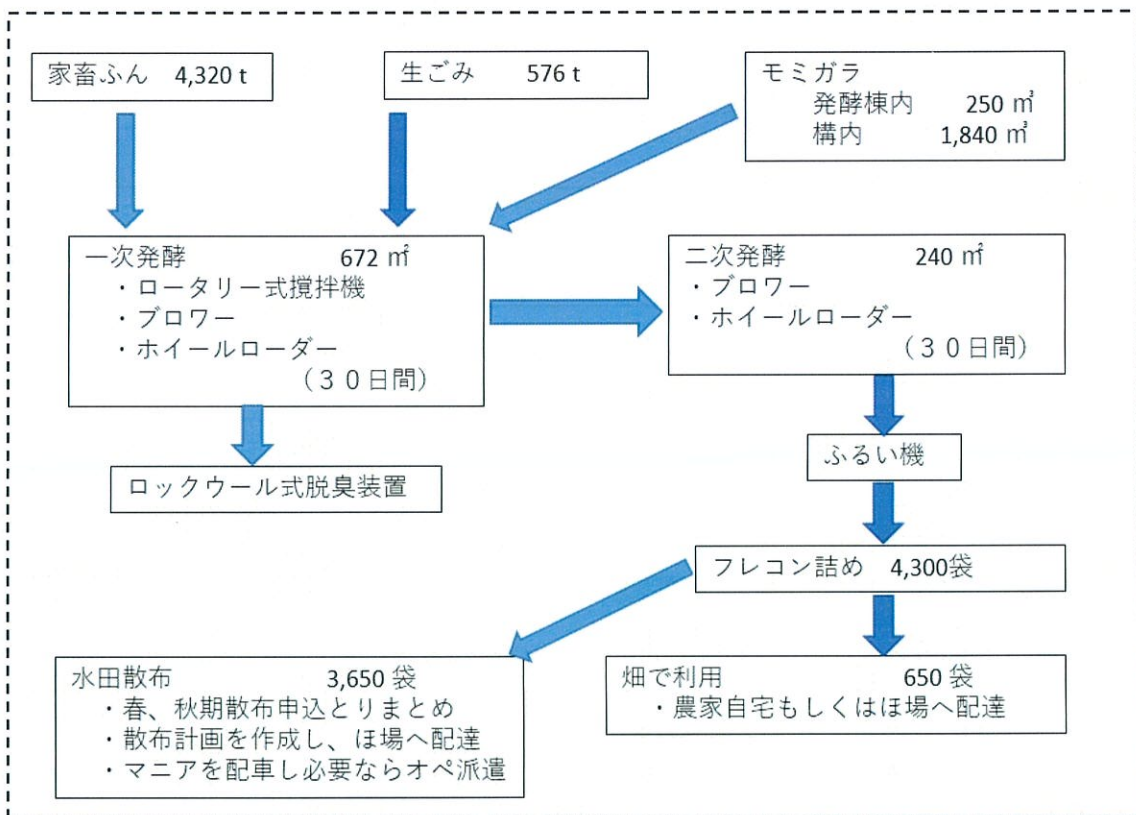 家畜ふん 4,320 t
生ごみ 576 t
モミガラ
発酵棟内 250 ㎥
構内 1,840 ㎥
一次発酵 672 ㎡
・ロータリー式撹拌機
・ブロワー
・ホイールローダー
（３０日間）
二次発酵 240 ㎡
・ブロワー
・ホイールローダー
（３０日間）
ロックウール式脱臭装置
ふるい機
フレコン詰め 4,300袋
水田散布 3,650 袋
・春、秋期散布申込とりまとめ
・散布計画を作成し、ほ場へ配達
・マニアを配車し必要ならオペ派遣
畑で利用 650 袋
・農家自宅もしくはほ場へ配達